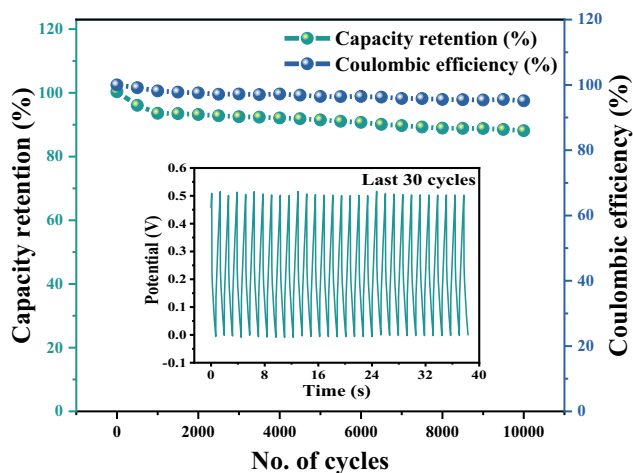 Capacity retention (%)
Coulombic efficiency (%)
Capacity retention (%)
120
100
80
60
40
20
0
Last 30 cycles
Potential (V)
0.6
0.5
0.4
0.3
0.2
0.1
0.0
-0.1
0 8 16 24 32 40
Time (s)
120
100
80
60
40
20
0
Coulombic efficiency (%)
0 2000 4000 6000 8000 10000
No. of cycles